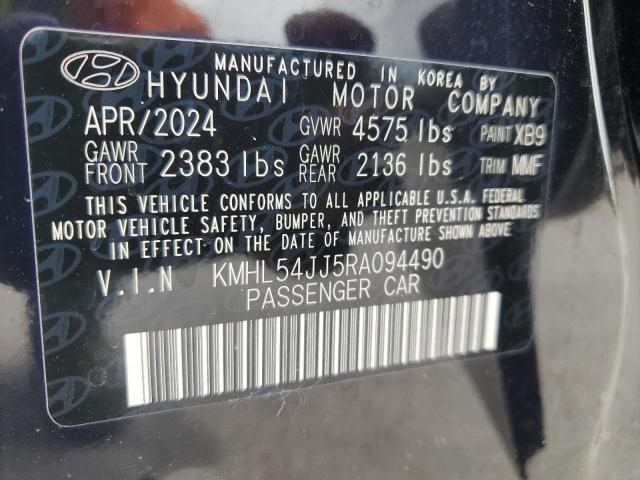 MANUFACTURED IN KOREA BY
HYUNDAI MOTOR COMPANY
APR/2024 GVWR 4575 lbs PAINT XB9
GAWR FRONT 2383 lbs GAWR REAR 2136 lbs TRIM MMF
THIS VEHICLE CONFORMS TO ALL APPLICABLE U.S.A. FEDERAL
MOTOR VEHICLE SAFETY, BUMPER, AND THEFT PREVENTION STANDARDS
IN EFFECT ON THE DATE OF MANUFACTURE SHOWN ABOVE.
V.I.N KMHL54JJ5RA094490
PASSENGER CAR